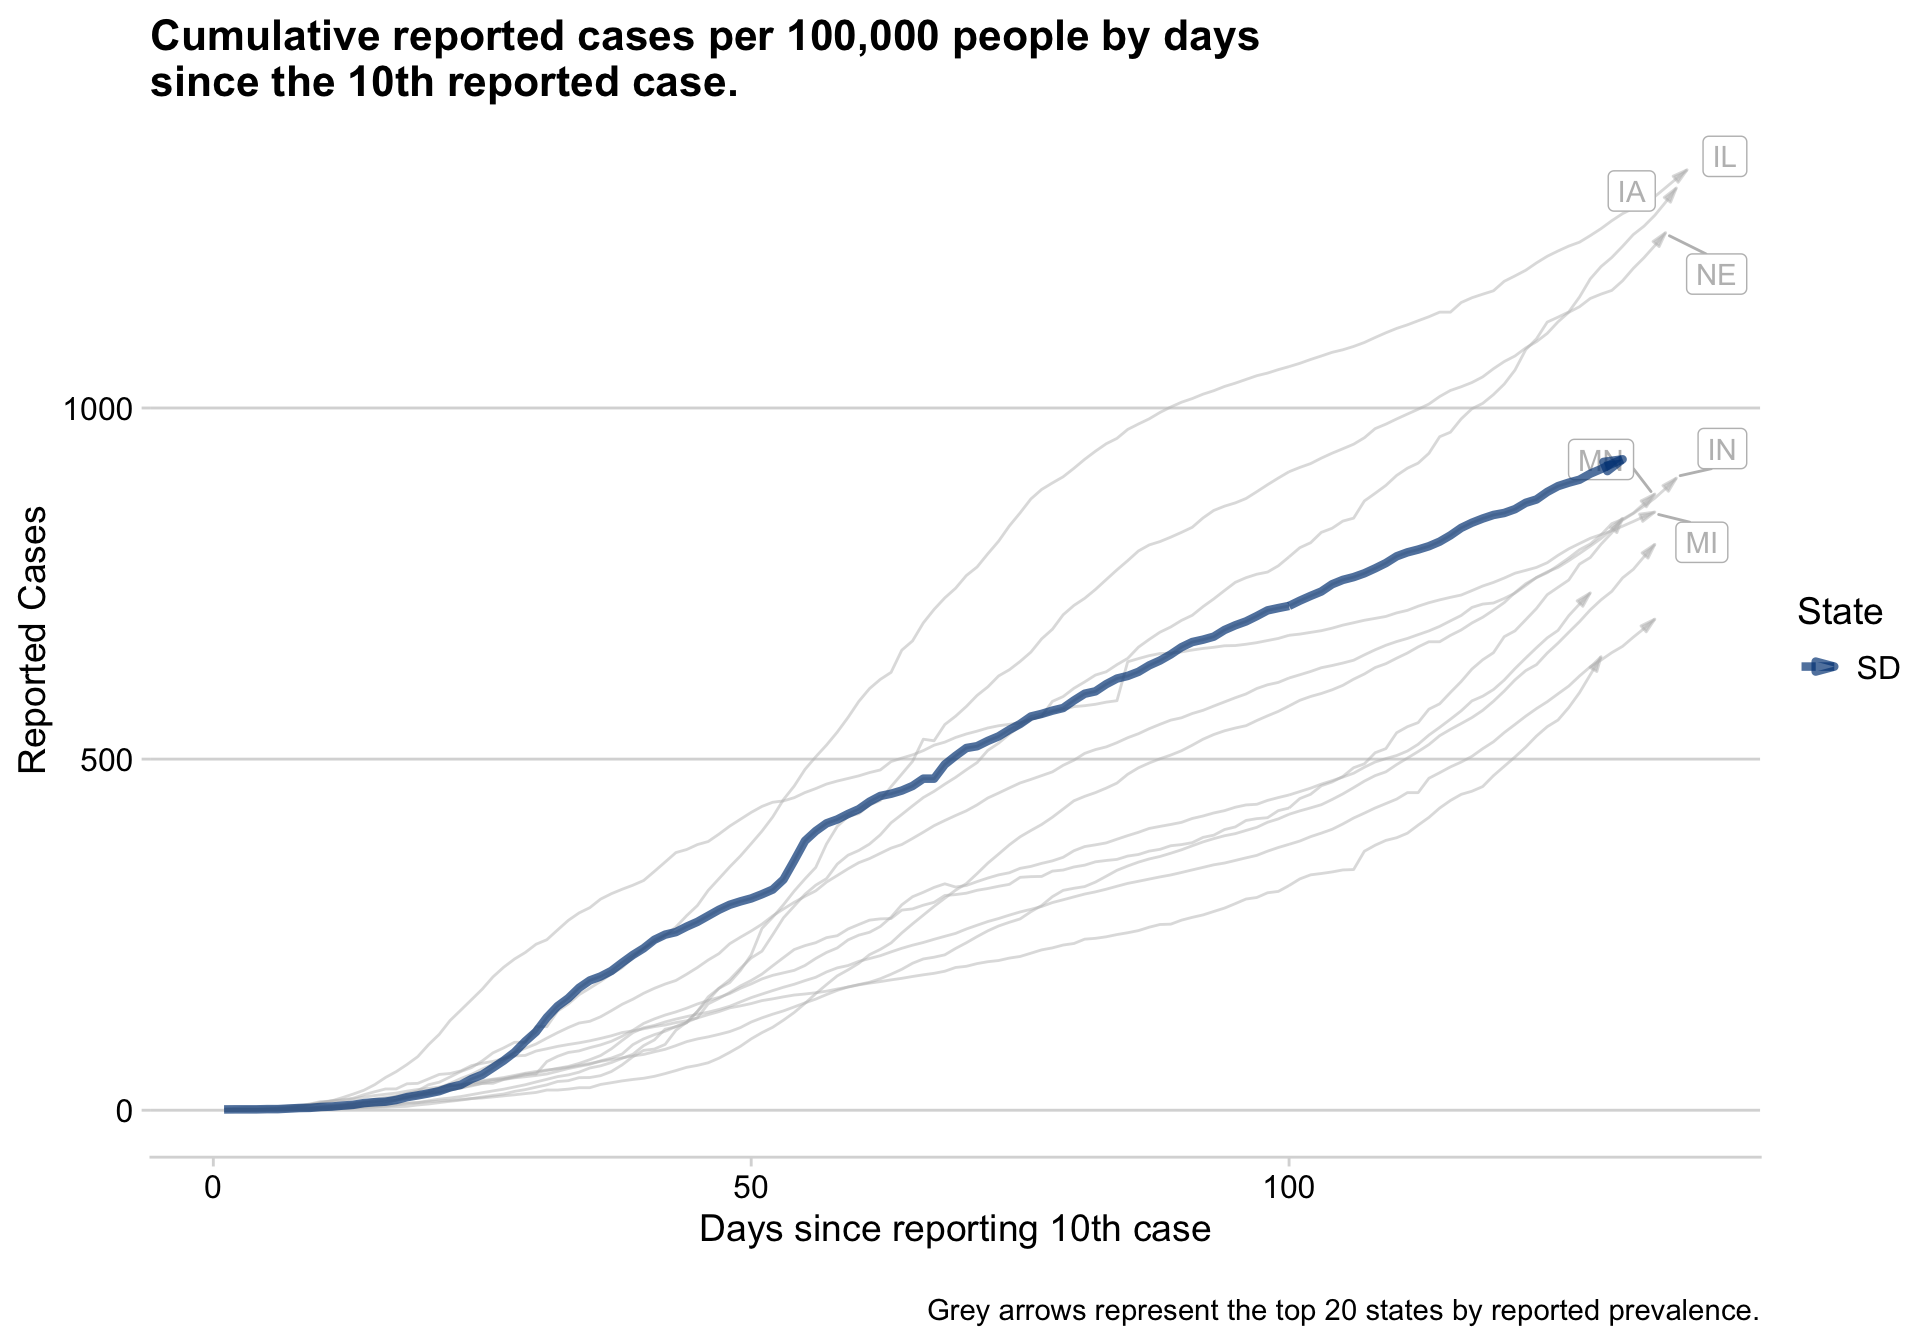 Cumulative reported cases per 100,000 people by days
since the 10th reported case.
IL
IA
NE
1000
IN
MN
MI
Reported Cases
State
SD
500
0
0 50 100
Days since reporting 10th case
Grey arrows represent the top 20 states by reported prevalence.